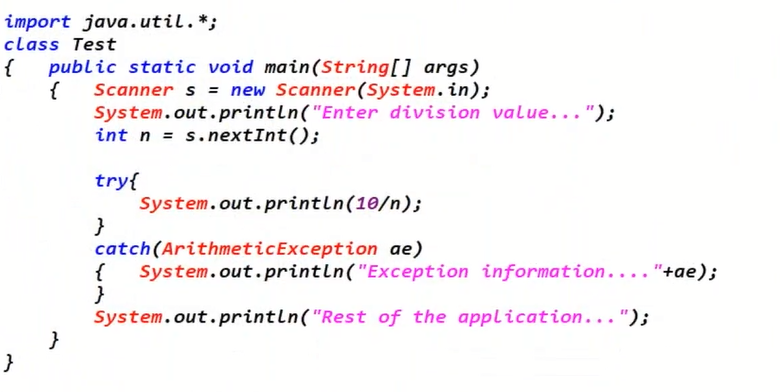 import java.util.*;
class Test
{   public static void main(String[] args)
    {   Scanner s = new Scanner(System.in);
        System.out.println("Enter division value...");
        int n = s.nextInt();

        try{
            System.out.println(10/n);
        }
        catch(ArithmeticException ae)
        {   System.out.println("Exception information...."+ae);
        }
        System.out.println("Rest of the application...");
    }
}